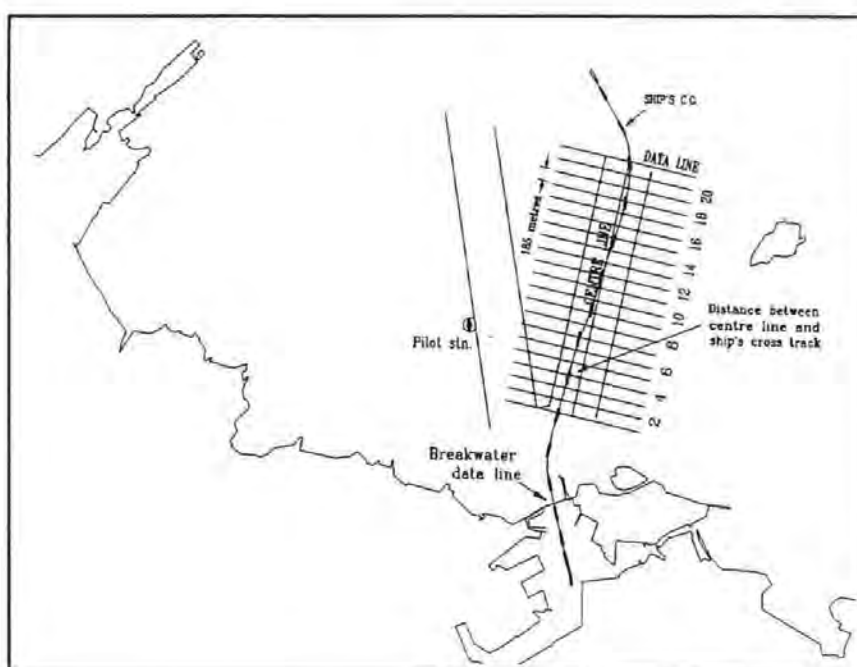 SHIP'S C.G.
DATA LINE
185 metres
CENTRE LINE
20
18
16
14
12
10
8
6
4
2
Distance between
centre line and
ship's cross track
Pilot stn.
Breakwater
data line